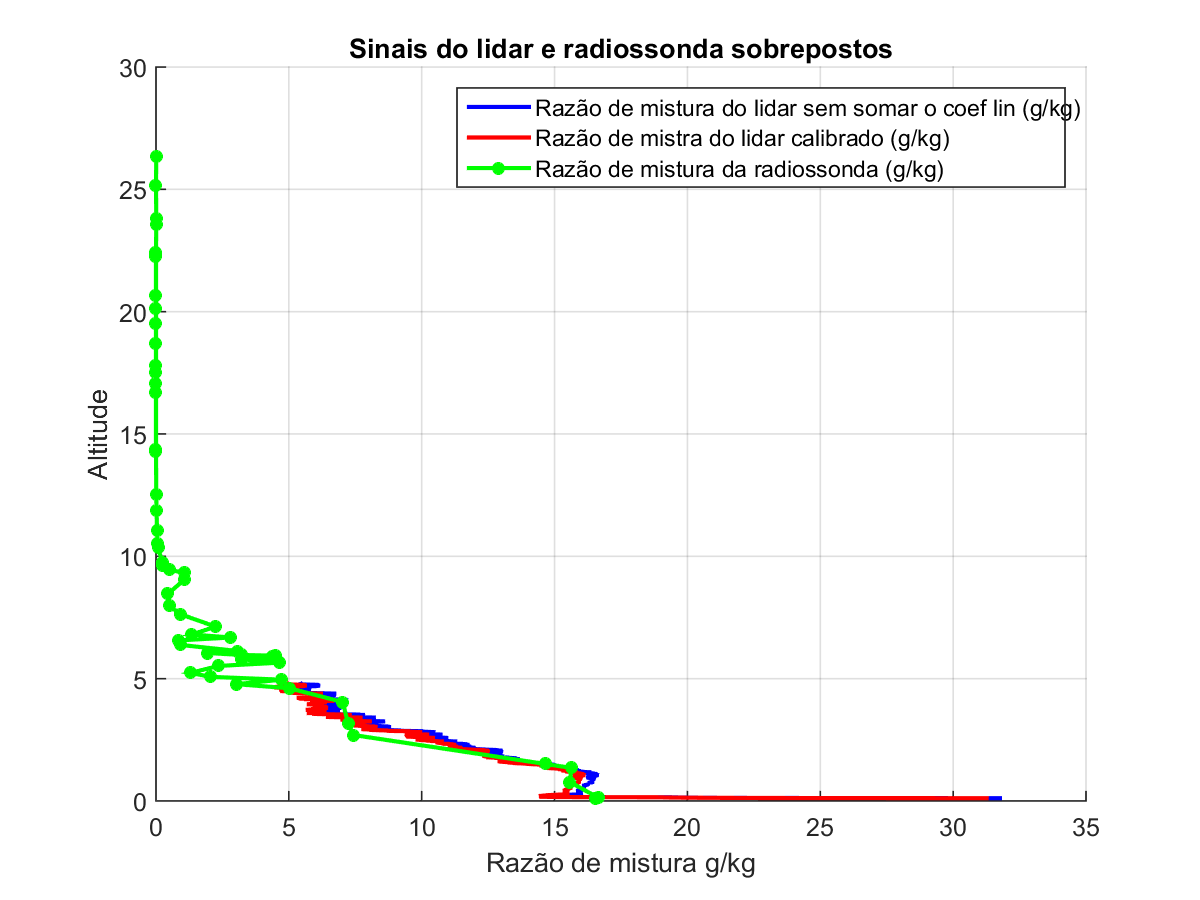 Sinais do lidar e radiossonda sobrepostos
30
Razão de mistura do lidar sem somar o coef lin (g/kg)
Razão de mistra do lidar calibrado (g/kg)
Razão de mistura da radiossonda (g/kg)
25
20
15
10
5
0
Altitude
0 5 10 15 20 25 30 35
Razão de mistura g/kg